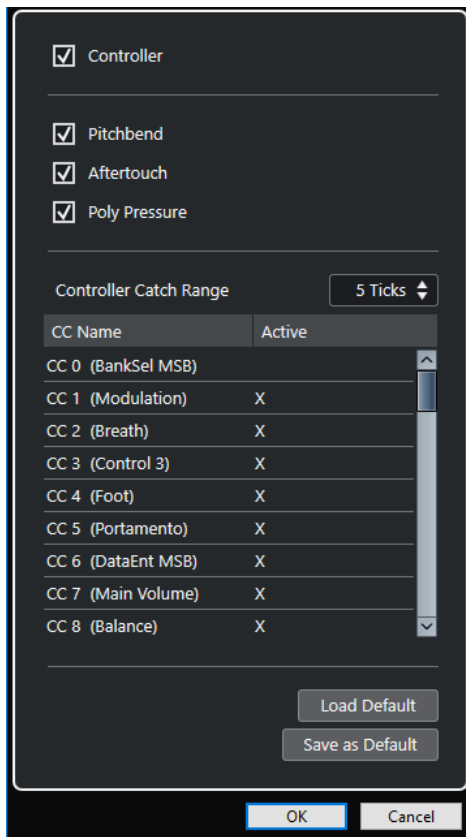 Controller
Pitchbend
Aftertouch
Poly Pressure
Controller Catch Range 5 Ticks
CC Name Active
CC 0 (BankSel MSB)
CC 1 (Modulation) X
CC 2 (Breath) X
CC 3 (Control 3) X
CC 4 (Foot) X
CC 5 (Portamento) X
CC 6 (DataEnt MSB) X
CC 7 (Main Volume) X
CC 8 (Balance) X
Load Default
Save as Default
OK Cancel